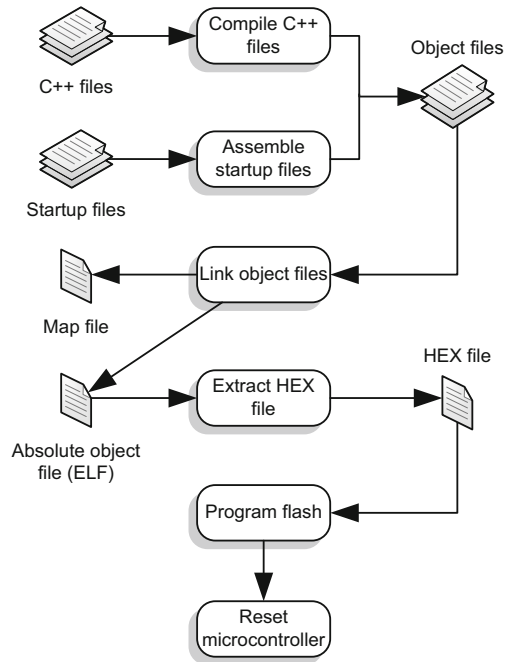 Compile C++
files
Object files
C++ files
Assemble
startup files
Startup files
Link object files
Map file
HEX file
Extract HEX
file
Absolute object
file (ELF)
Program flash
Reset
microcontroller